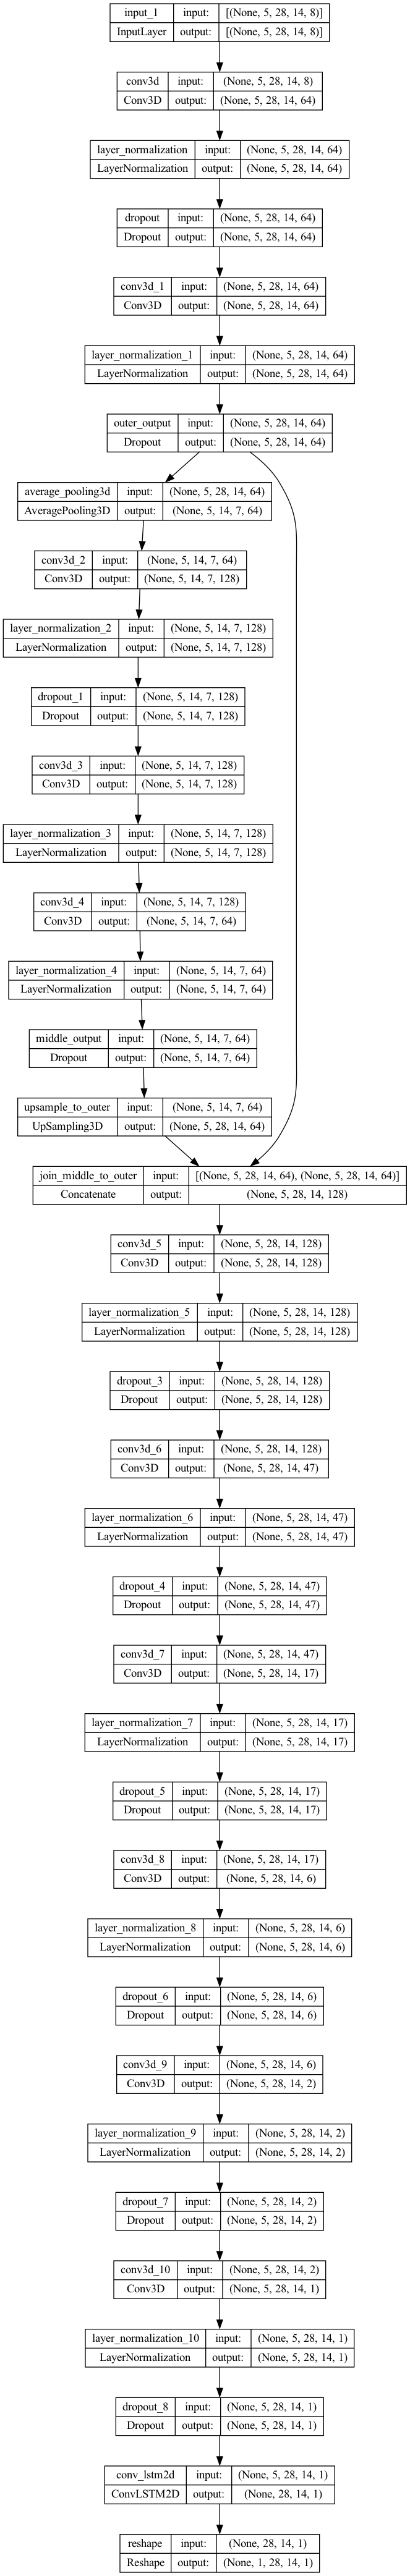 input_1 input: [(None, 5, 28, 14, 8)]
InputLayer output: [(None, 5, 28, 14, 8)]
conv3d input: (None, 5, 28, 14, 8)
Conv3D output: (None, 5, 28, 14, 64)
layer_normalization input: (None, 5, 28, 14, 64)
LayerNormalization output: (None, 5, 28, 14, 64)
dropout input: (None, 5, 28, 14, 64)
Dropout output: (None, 5, 28, 14, 64)
conv3d_1 input: (None, 5, 28, 14, 64)
Conv3D output: (None, 5, 28, 14, 64)
layer_normalization_1 input: (None, 5, 28, 14, 64)
LayerNormalization output: (None, 5, 28, 14, 64)
outer_output input: (None, 5, 28, 14, 64)
Dropout output: (None, 5, 28, 14, 64)
average_pooling3d input: (None, 5, 28, 14, 64)
AveragePooling3D output: (None, 5, 14, 7, 64)
conv3d_2 input: (None, 5, 14, 7, 64)
Conv3D output: (None, 5, 14, 7, 128)
layer_normalization_2 input: (None, 5, 14, 7, 128)
LayerNormalization output: (None, 5, 14, 7, 128)
dropout_1 input: (None, 5, 14, 7, 128)
Dropout output: (None, 5, 14, 7, 128)
conv3d_3 input: (None, 5, 14, 7, 128)
Conv3D output: (None, 5, 14, 7, 128)
layer_normalization_3 input: (None, 5, 14, 7, 128)
LayerNormalization output: (None, 5, 14, 7, 128)
conv3d_4 input: (None, 5, 14, 7, 128)
Conv3D output: (None, 5, 14, 7, 64)
layer_normalization_4 input: (None, 5, 14, 7, 64)
LayerNormalization output: (None, 5, 14, 7, 64)
middle_output input: (None, 5, 14, 7, 64)
Dropout output: (None, 5, 14, 7, 64)
upsample_to_outer input: (None, 5, 14, 7, 64)
UpSampling3D output: (None, 5, 28, 14, 64)
join_middle_to_outer input: [(None, 5, 28, 14, 64), (None, 5, 28, 14, 64)]
Concatenate output: (None, 5, 28, 14, 128)
conv3d_5 input: (None, 5, 28, 14, 128)
Conv3D output: (None, 5, 28, 14, 128)
layer_normalization_5 input: (None, 5, 28, 14, 128)
LayerNormalization output: (None, 5, 28, 14, 128)
dropout_3 input: (None, 5, 28, 14, 128)
Dropout output: (None, 5, 28, 14, 128)
conv3d_6 input: (None, 5, 28, 14, 128)
Conv3D output: (None, 5, 28, 14, 47)
layer_normalization_6 input: (None, 5, 28, 14, 47)
LayerNormalization output: (None, 5, 28, 14, 47)
dropout_4 input: (None, 5, 28, 14, 47)
Dropout output: (None, 5, 28, 14, 47)
conv3d_7 input: (None, 5, 28, 14, 47)
Conv3D output: (None, 5, 28, 14, 17)
layer_normalization_7 input: (None, 5, 28, 14, 17)
LayerNormalization output: (None, 5, 28, 14, 17)
dropout_5 input: (None, 5, 28, 14, 17)
Dropout output: (None, 5, 28, 14, 17)
conv3d_8 input: (None, 5, 28, 14, 17)
Conv3D output: (None, 5, 28, 14, 6)
layer_normalization_8 input: (None, 5, 28, 14, 6)
LayerNormalization output: (None, 5, 28, 14, 6)
dropout_6 input: (None, 5, 28, 14, 6)
Dropout output: (None, 5, 28, 14, 6)
conv3d_9 input: (None, 5, 28, 14, 6)
Conv3D output: (None, 5, 28, 14, 2)
layer_normalization_9 input: (None, 5, 28, 14, 2)
LayerNormalization output: (None, 5, 28, 14, 2)
dropout_7 input: (None, 5, 28, 14, 2)
Dropout output: (None, 5, 28, 14, 2)
conv3d_10 input: (None, 5, 28, 14, 2)
Conv3D output: (None, 5, 28, 14, 1)
layer_normalization_10 input: (None, 5, 28, 14, 1)
LayerNormalization output: (None, 5, 28, 14, 1)
dropout_8 input: (None, 5, 28, 14, 1)
Dropout output: (None, 5, 28, 14, 1)
conv_lstm2d input: (None, 5, 28, 14, 1)
ConvLSTM2D output: (None, 28, 14, 1)
reshape input: (None, 28, 14, 1)
Reshape output: (None, 1, 28, 14, 1)